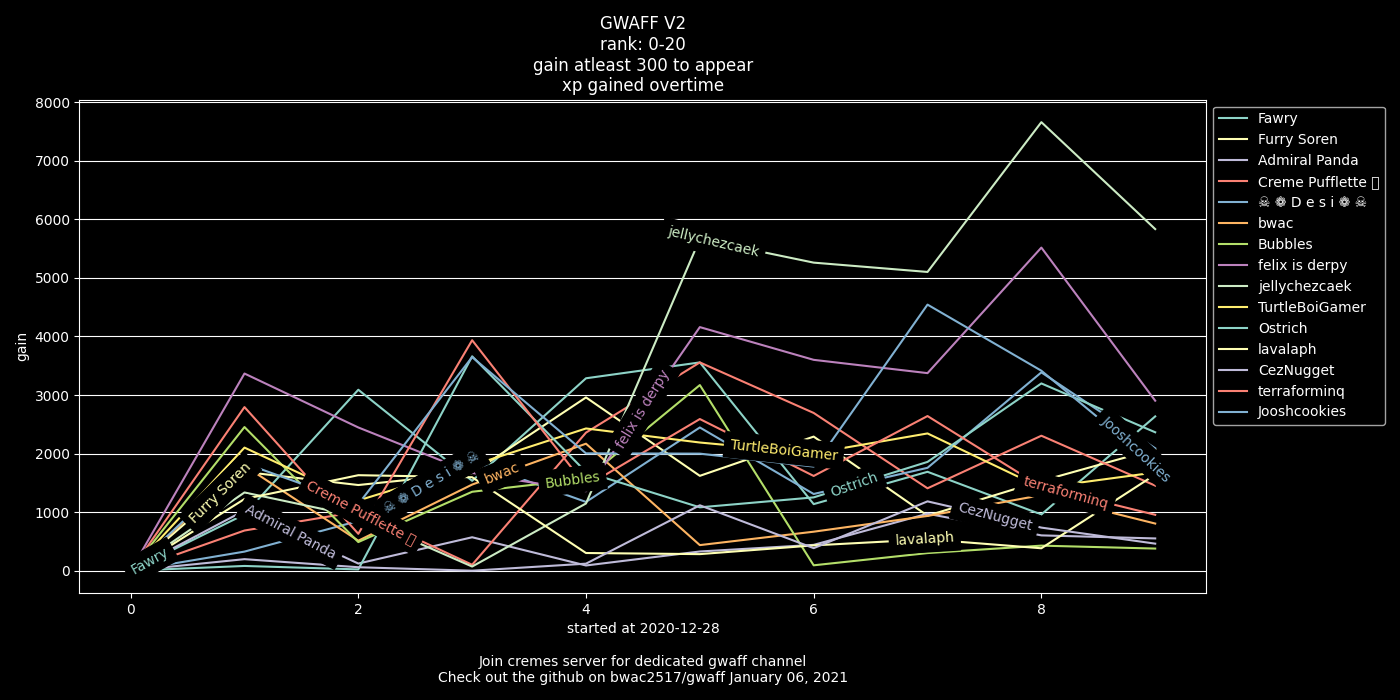 GWAFF V2
rank: 0-20
gain atleast 300 to appear
xp gained overtime
8000
7000
6000
5000
4000
3000
2000
1000
0
gain
0 2 4 6 8
started at 2020-12-28
Fawry
Furry Soren
Admiral Panda
Creme Pufflette
☠ ❁ D e s i ❁ ☠
bwac
Bubbles
felix is derpy
jellychezcaek
TurtleBoiGamer
Ostrich
lavalaph
CezNugget
terraforminq
Jooshcookies
Fawry
Furry Soren
Admiral Panda
Creme Pufflette
☠ ❁ D e s i ❁ ☠
bwac
Bubbles
felix is derpy
jellychezcaek
TurtleBoiGamer
Ostrich
lavalaph
CezNugget
terraforminq
Jooshcookies
Join cremes server for dedicated gwaff channel
Check out the github on bwac2517/gwaff January 06, 2021